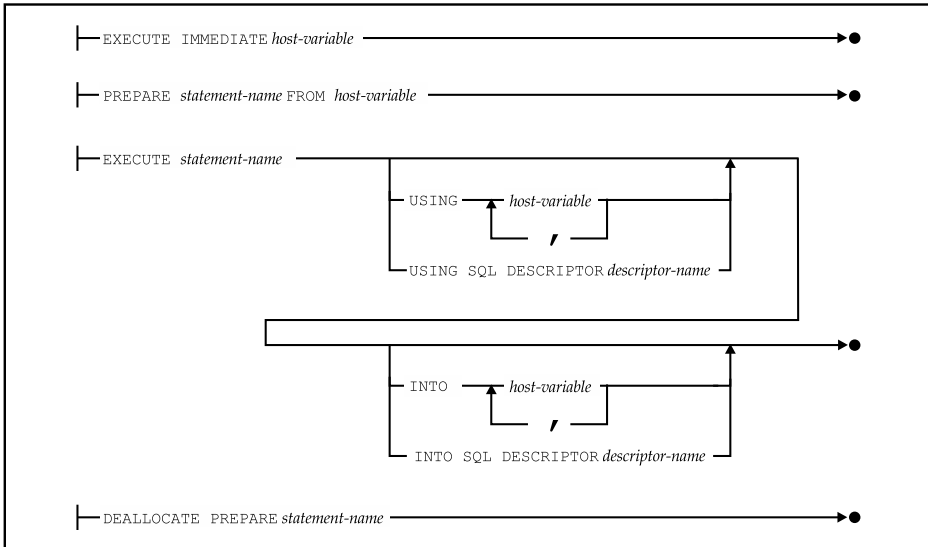 EXECUTE IMMEDIATE host-variable
PREPARE statement-name FROM host-variable
EXECUTE statement-name
USING host-variable
,
USING SQL DESCRIPTOR descriptor-name
INTO host-variable
,
INTO SQL DESCRIPTOR descriptor-name
DEALLOCATE PREPARE statement-name